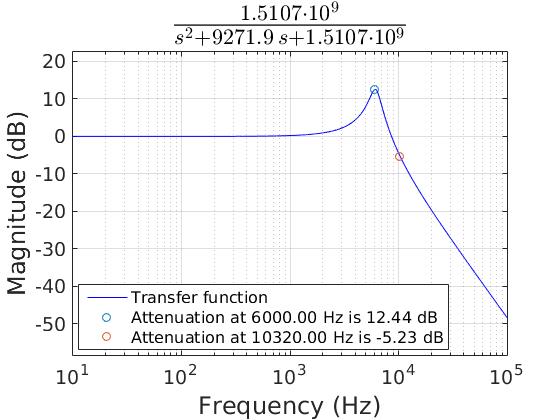 1.5107·10⁹
s²+9271.9 s+1.5107·10⁹
20
10
0
-10
-20
-30
-40
-50
Magnitude (dB)
Transfer function
Attenuation at 6000.00 Hz is 12.44 dB
Attenuation at 10320.00 Hz is -5.23 dB
10¹ 10² 10³ 10⁴ 10⁵
Frequency (Hz)